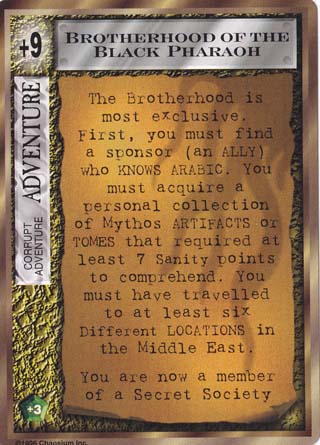 +9
BROTHERHOOD OF THE
BLACK PHARAOH
ADVENTURE
CORRUPT
ADVENTURE
The Brotherhood is
most exclusive.
First, you must find
a sponsor (an ALLY)
who KNOWS ARABIC. You
must acquire a
personal collection
of Mythos ARTIFACTS or
TOMES that required at
least 7 Sanity points
to comprehend. You
must have travelled
to at least six
Different LOCATIONS in
the Middle East.
You are now a member
of a Secret Society
+3
©1996 Chaosium Inc.